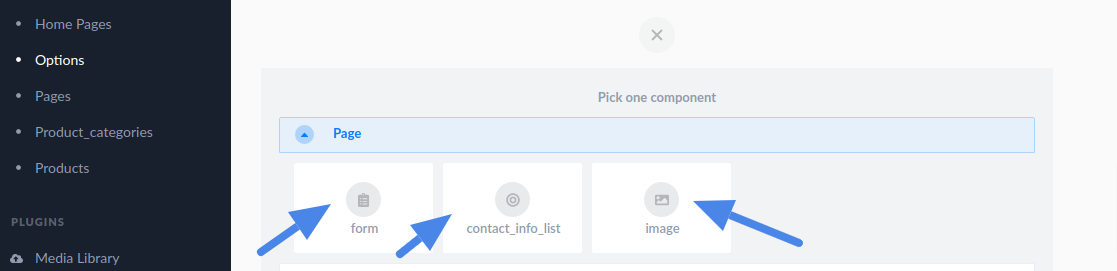 Home Pages
Options
Pages
Product_categories
Products
PLUGINS
Media Library
Pick one component
Page
form
contact_info_list
image